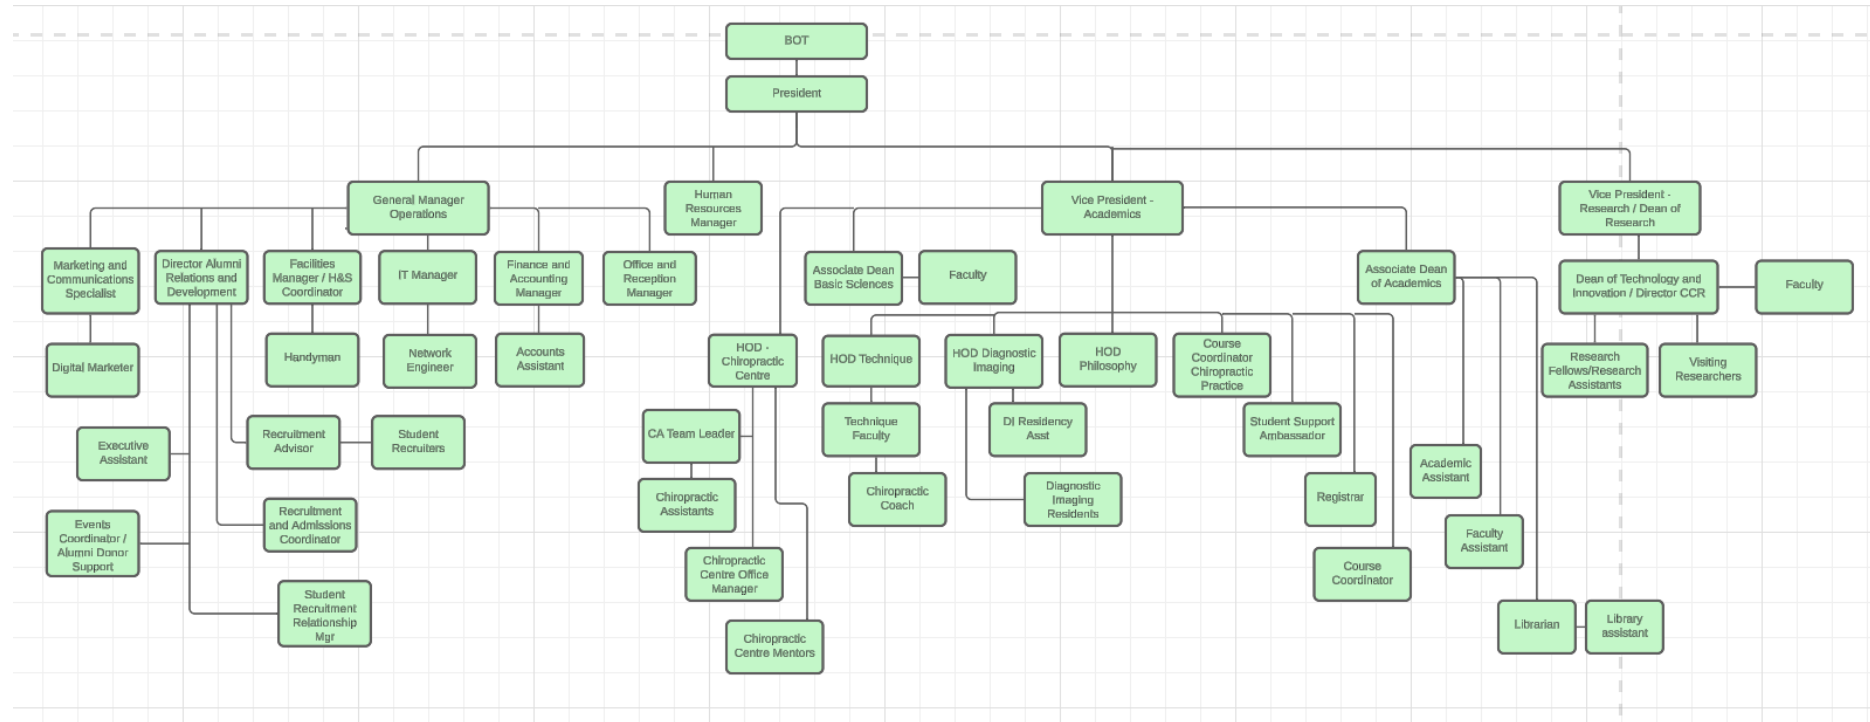 BOT
President
General Manager
Operations
Human
Resources
Manager
Vice President -
Academics
Vice President -
Research / Dean of
Research
Marketing and
Communications
Specialist
Director Alumni
Relations and
Development
Facilities
Manager / H&S
Coordinator
IT Manager
Finance and
Accounting
Manager
Office and
Reception
Manager
Associate Dean
Basic Sciences
Faculty
Associate Dean
of Academics
Dean of Technology and
Innovation / Director CCR
Faculty
Digital Marketer
Handyman
Network
Engineer
Accounts
Assistant
HOD -
Chiropractic
Centre
HOD Technique
HOD Diagnostic
Imaging
HOD
Philosophy
Course
Coordinator
Chiropractic
Practice
Research
Fellows/Research
Assistants
Visiting
Researchers
Executive
Assistant
Recruitment
Advisor
Student
Recruiters
CA Team Leader
Technique
Faculty
DI Residency
Asst
Student Support
Ambassador
Academic
Assistant
Chiropractic
Assistants
Chiropractic
Coach
Diagnostic
Imaging
Residents
Registrar
Events
Coordinator /
Alumni Donor
Support
Recruitment
and Admissions
Coordinator
Faculty
Assistant
Chiropractic
Centre Office
Manager
Course
Coordinator
Student
Recruitment
Relationship
Mgr
Chiropractic
Centre Mentors
Librarian
Library
assistant